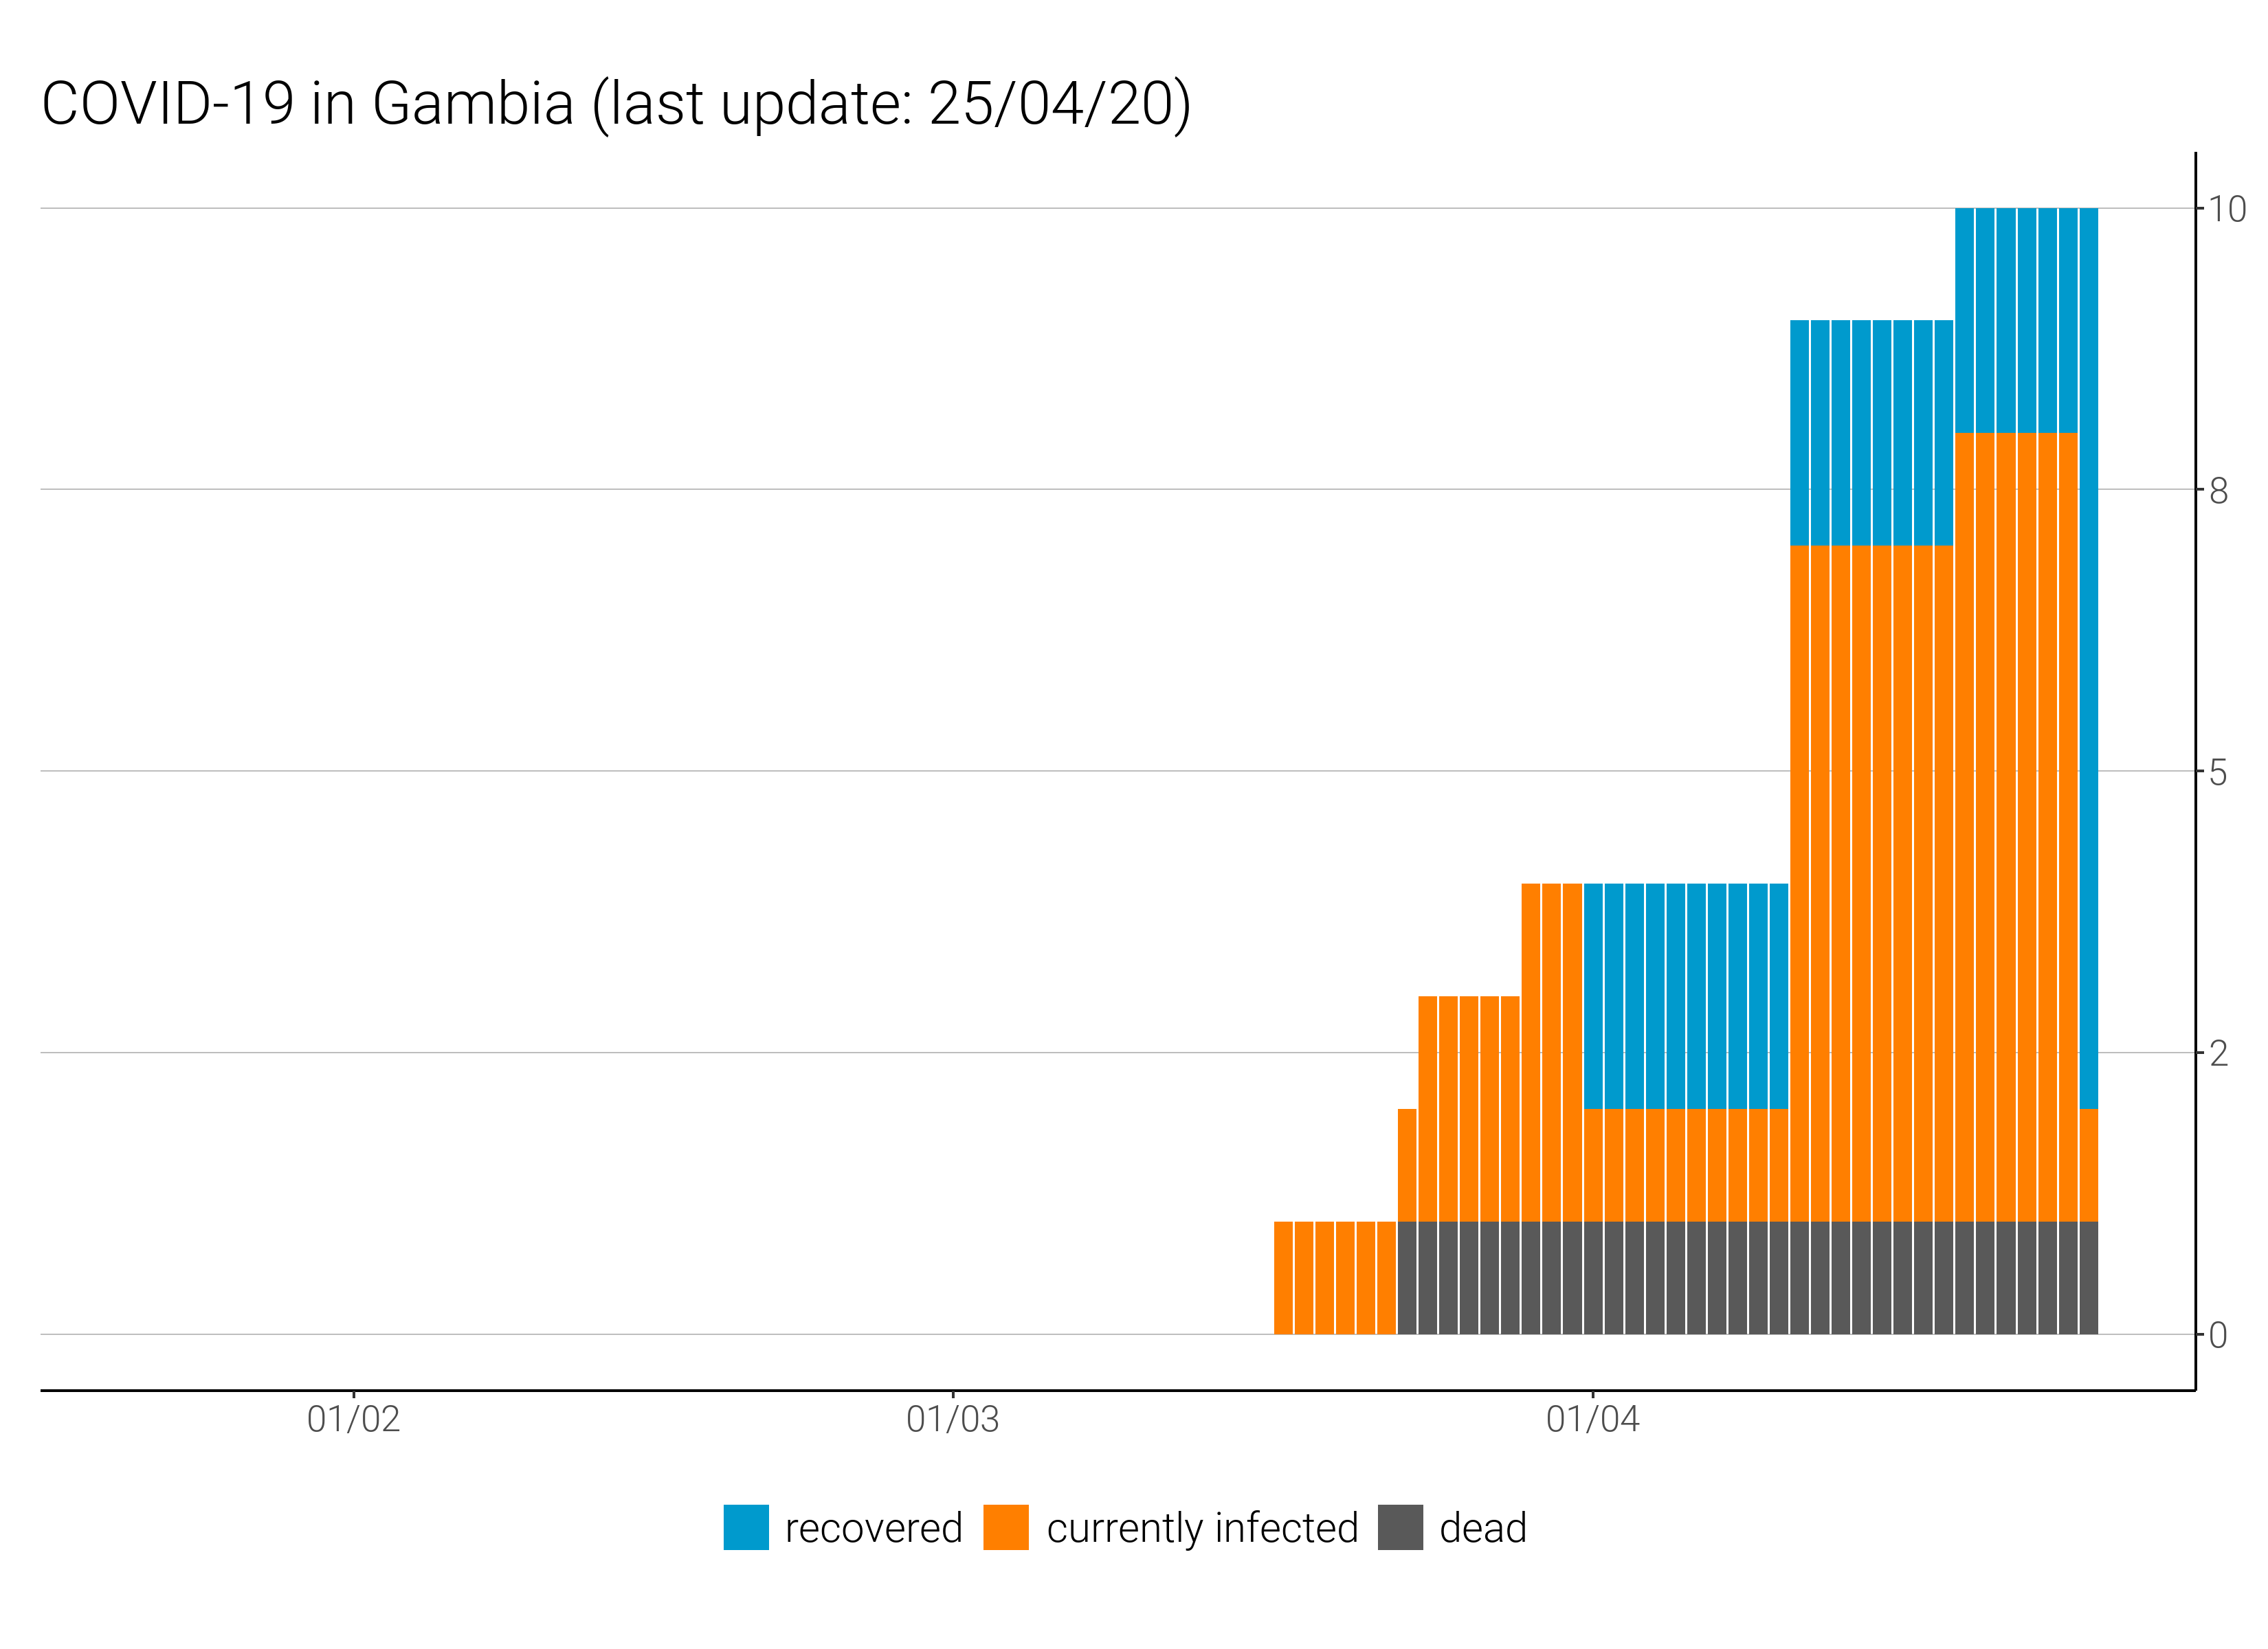 COVID-19 in Gambia (last update: 25/04/20)
10
8
5
2
0
01/02 01/03 01/04
recovered currently infected dead